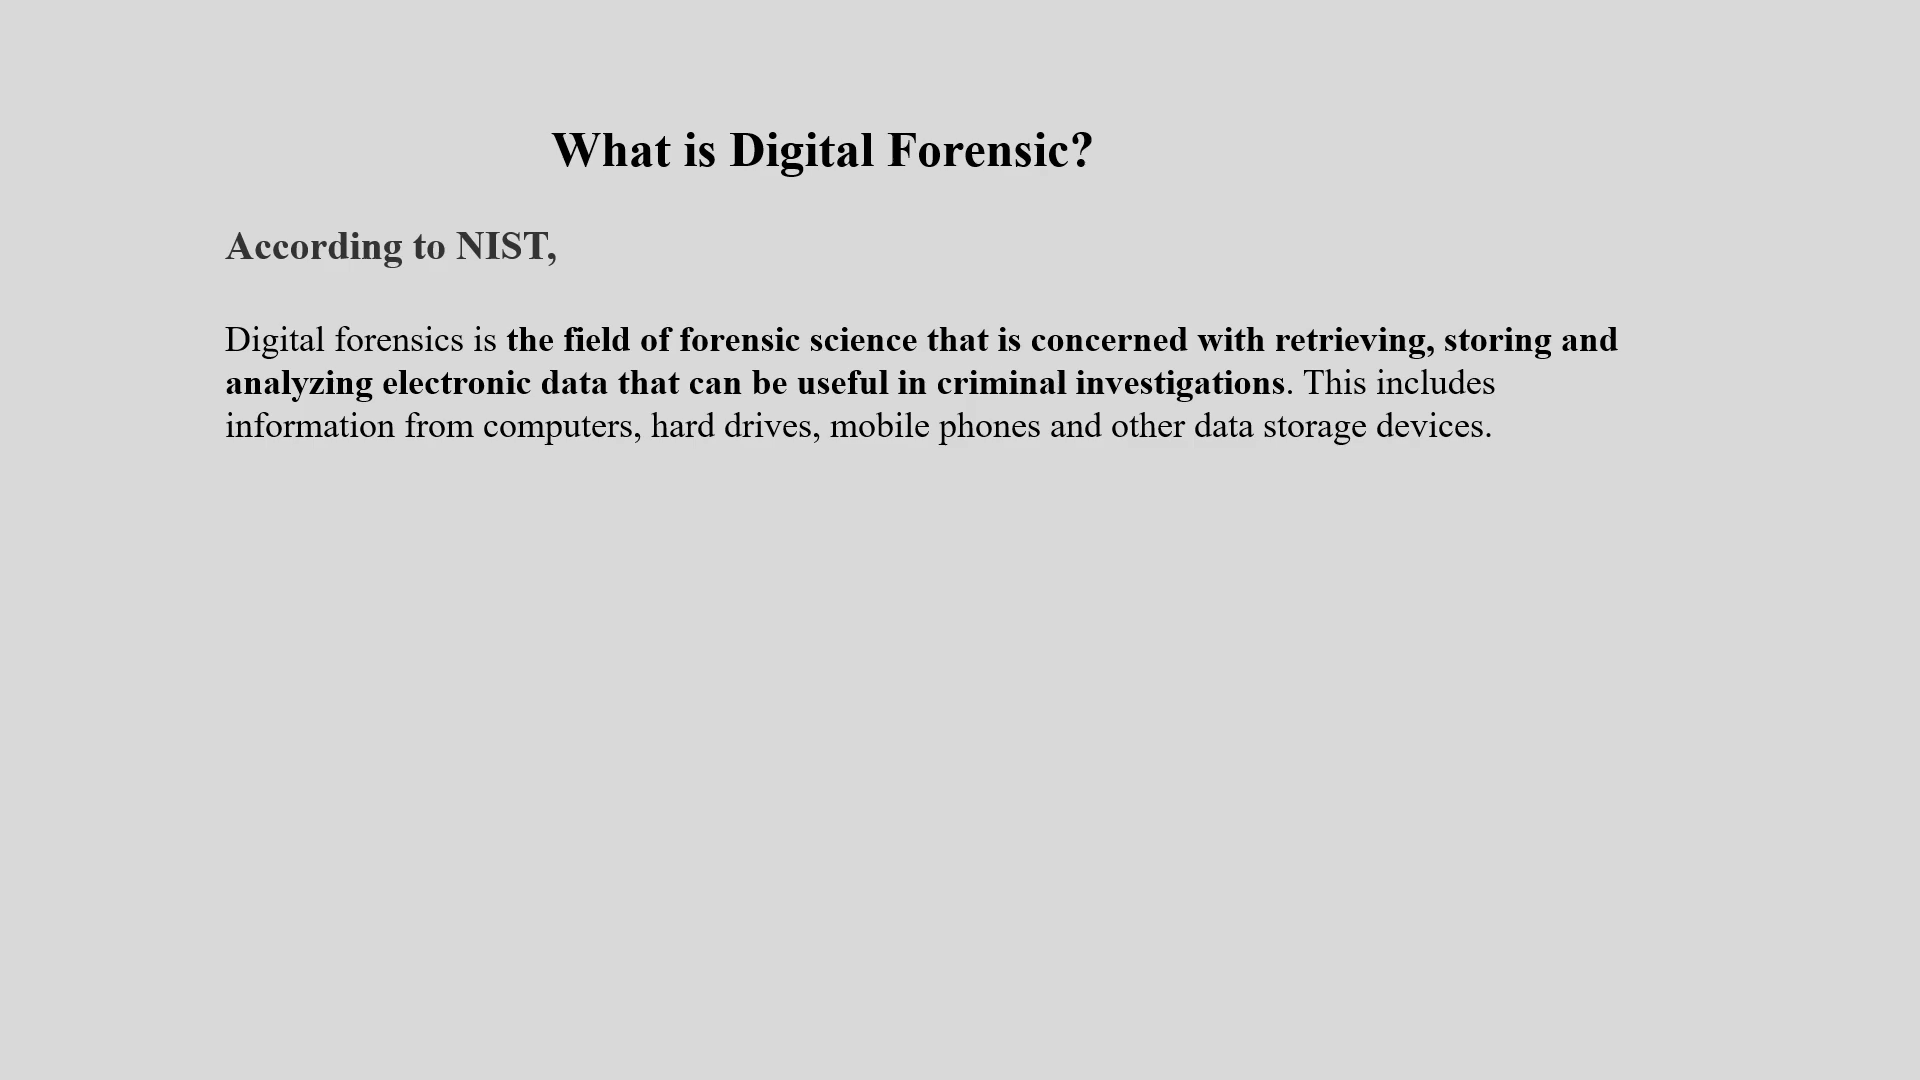 What is Digital Forensic?
According to NIST,
Digital forensics is the field of forensic science that is concerned with retrieving, storing and
analyzing electronic data that can be useful in criminal investigations. This includes
information from computers, hard drives, mobile phones and other data storage devices.